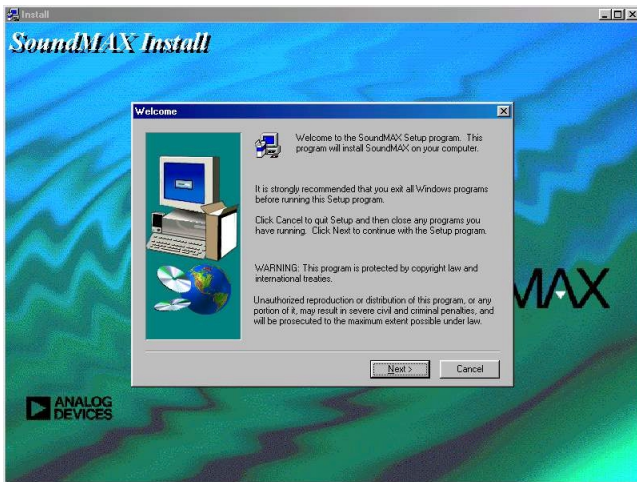 Install
SoundMAX Install
Welcome
Welcome to the SoundMAX Setup program. This
program will install SoundMAX on your computer.
It is strongly recommended that you exit all Windows programs
before running this Setup program.
Click Cancel to quit Setup and then close any programs you
have running. Click Next to continue with the Setup program.
WARNING: This program is protected by copyright law and
international treaties.
Unauthorized reproduction or distribution of this program, or any
portion of it, may result in severe civil and criminal penalties, and
will be prosecuted to the maximum extent possible under law.
MAX
Next >
Cancel
ANALOG
DEVICES